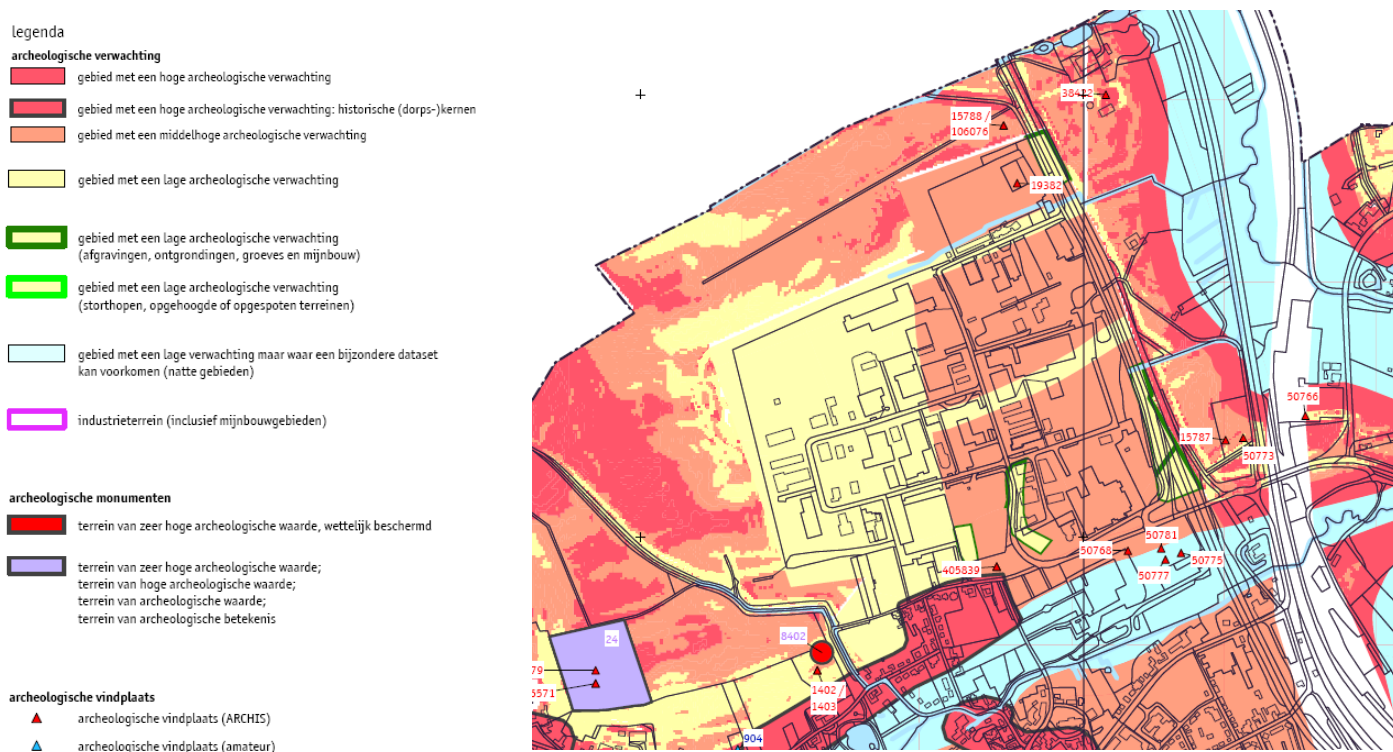 legenda
archeologische verwachting
gebied met een hoge archeologische verwachting
gebied met een hoge archeologische verwachting: historische (dorps-)kernen
gebied met een middelhoge archeologische verwachting
gebied met een lage archeologische verwachting
gebied met een lage archeologische verwachting
(afgravingen, ontgrondingen, groeves en mijnbouw)
gebied met een lage archeologische verwachting
(storthopen, opgehoogde of opgespoten terreinen)
gebied met een lage verwachting maar waar een bijzondere dataset
kan voorkomen (natte gebieden)
industrieterrein (inclusief mijnbouwgebieden)
archeologische monumenten
terrein van zeer hoge archeologische waarde, wettelijk beschermd
terrein van zeer hoge archeologische waarde;
terrein van hoge archeologische waarde;
terrein van archeologische waarde;
terrein van archeologische betekenis
archeologische vindplaats
archeologische vindplaats (ARCHIS)
archeologische vindplaats (amateur)
15788 /
106076
19382
50766
15787
50773
50781
50768
50775
50777
405839
8402
24
79
6571
1402 /
1403
904